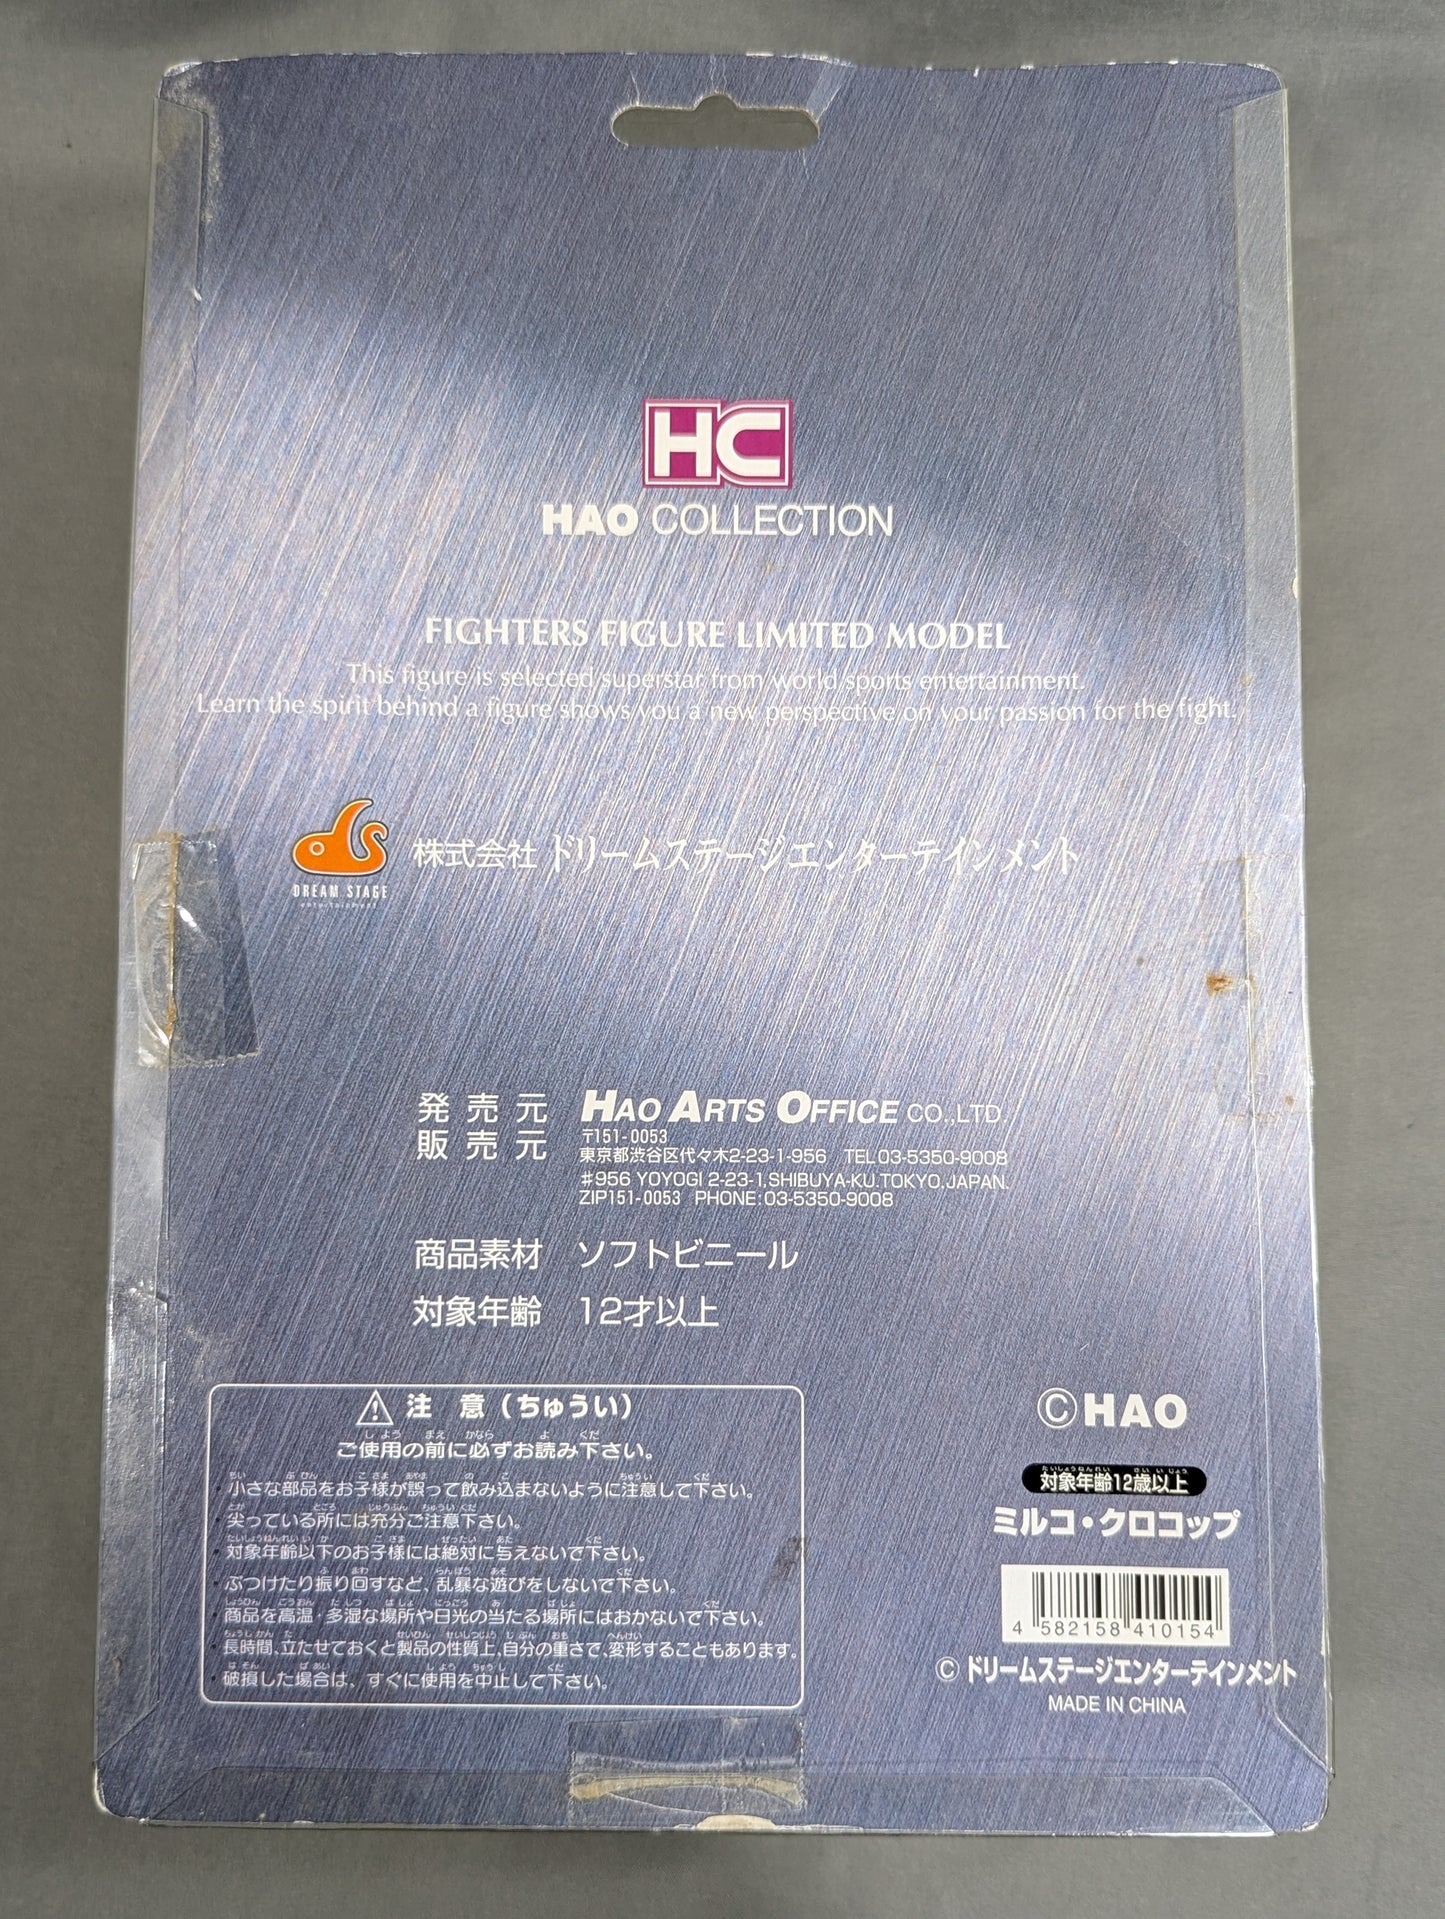 HC
HAO COLLECTION
FIGHTERS FIGURE LIMITED MODEL
This figure is selected superstar from world sports entertainment.
Learn the spirit behind a figure shows you a new perspective on your passion for the fight.
DREAM STAGE
entertainment
株式会社 ドリームステージエンターテインメント
発売元 HAO ARTS OFFICE CO.,LTD.
販売元 〒151-0053
東京都渋谷区代々木2-23-1-956 TEL03-5350-9008
#956 YOYOGI 2-23-1,SHIBUYA-KU.TOKYO.JAPAN.
ZIP151-0053 PHONE:03-5350-9008
商品素材 ソフトビニール
対象年齢 12才以上
注 意(ちゅうい)
ご使用の前に必ずお読み下さい。
・小さな部品をお子様が誤って飲み込まないように注意して下さい。
・尖っている所には充分ご注意下さい。
・対象年齢以下のお子様には絶対に与えないで下さい。
・ぶつけたり振り回すなど、乱暴な遊びをしないで下さい。
・商品を高温・多湿な場所や日光の当たる場所にはおかないで下さい。
・長時間、立たせておくと製品の性質上、自分の重さで、変形することもあります。
・破損した場合は、すぐに使用を中止して下さい。
©HAO
対象年齢12歳以上
ミルコ・クロコップ
4 582158 410154
© ドリームステージエンターテインメント
MADE IN CHINA